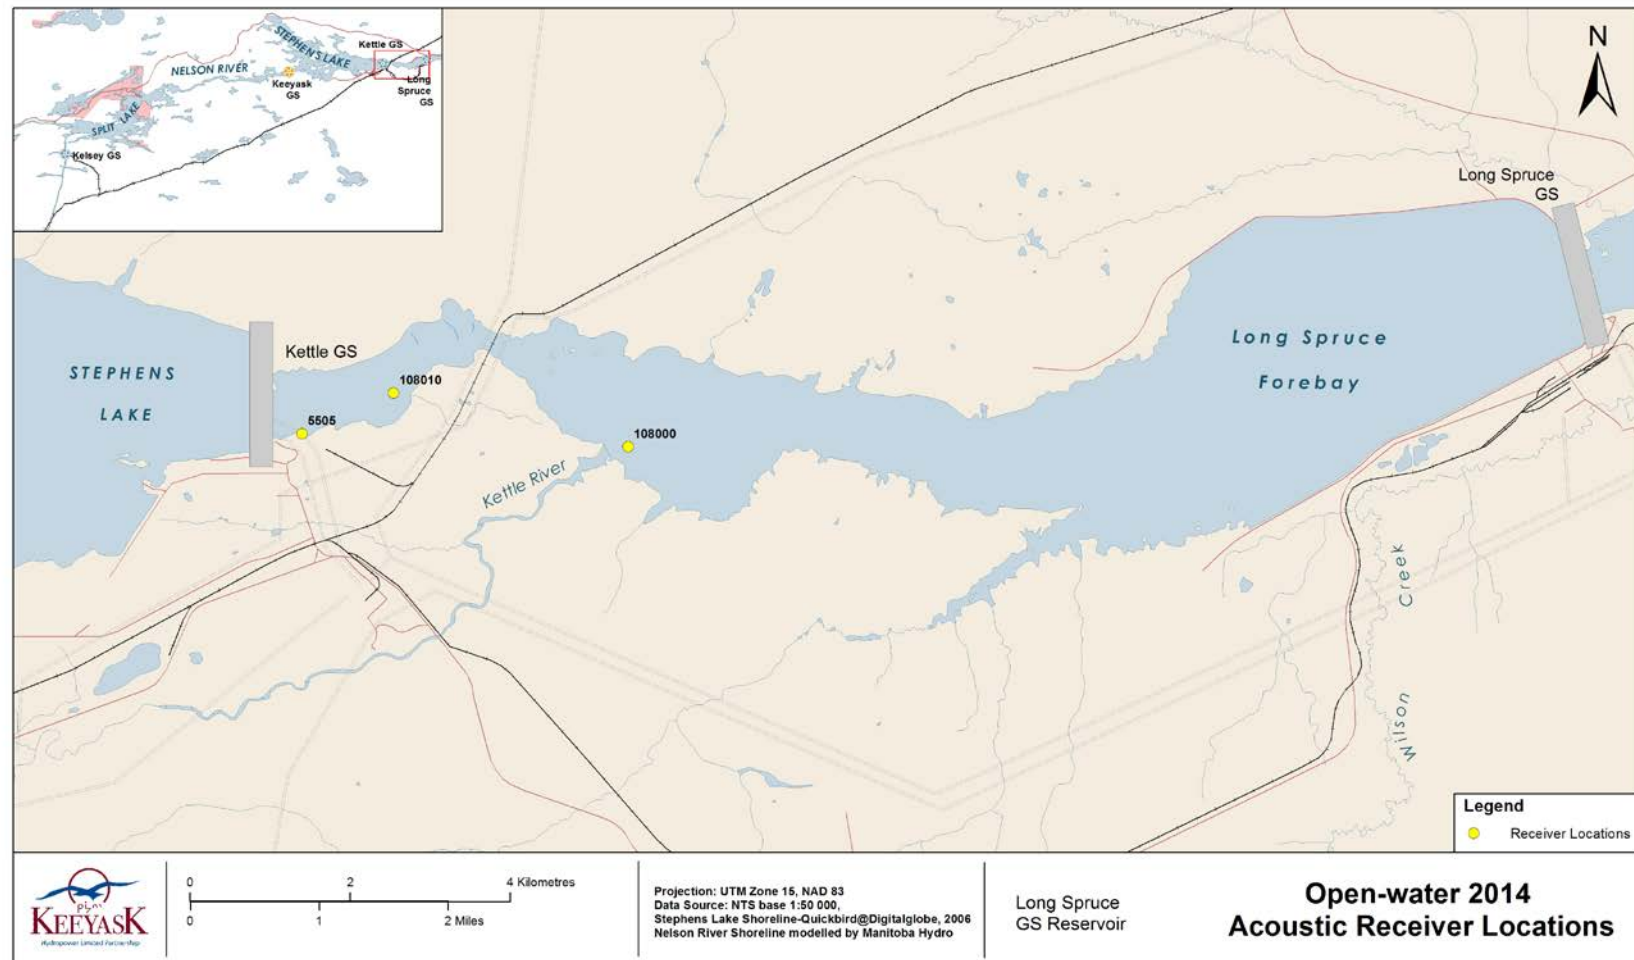 STEPHENS LAKE
Kettle GS
NELSON RIVER
Keeyask
GS
Long
Spruce
GS
SPLIT LAKE
Kelsey GS
N
Long Spruce
GS
Kettle GS
STEPHENS
LAKE
108010
5505
108000
Kettle River
Long Spruce
Forebay
Wilson Creek
Legend
Receiver Locations
KEEYASK
Hydropower Limited Partnership
0 2 4 Kilometres
0 1 2 Miles
Projection: UTM Zone 15, NAD 83
Data Source: NTS base 1:50 000,
Stephens Lake Shoreline-Quickbird@Digitalglobe, 2006
Nelson River Shoreline modelled by Manitoba Hydro
Long Spruce
GS Reservoir
Open-water 2014
Acoustic Receiver Locations